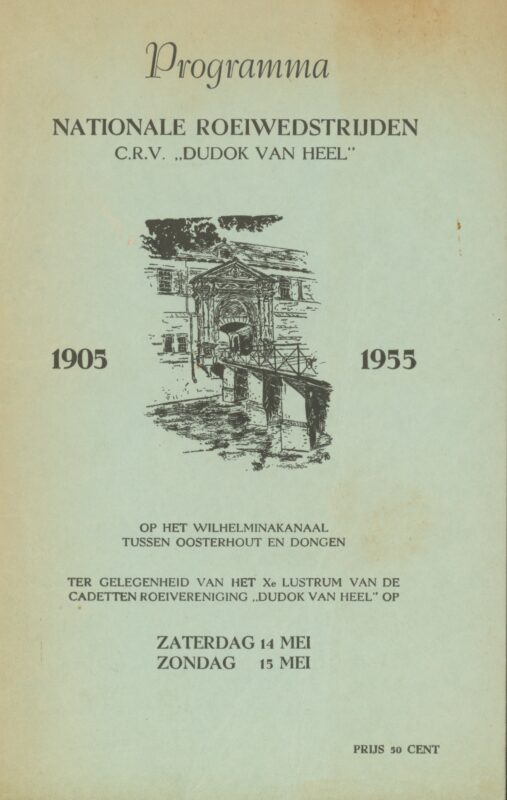 Programma
NATIONALE ROEIWEDSTRIJDEN
C.R.V. „DUDOK VAN HEEL”
1905 1955
OP HET WILHELMINAKANAAL
TUSSEN OOSTERHOUT EN DONGEN
TER GELEGENHEID VAN HET Xe LUSTRUM VAN DE
CADETTEN ROEIVERENIGING „DUDOK VAN HEEL” OP
ZATERDAG 14 MEI
ZONDAG 15 MEI
PRIJS 50 CENT